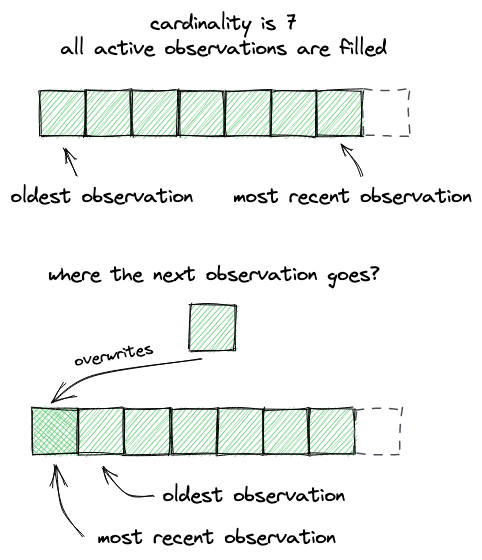 cardinality is 7
all active observations are filled
oldest observation
most recent observation
where the next observation goes?
overwrites
oldest observation
most recent observation